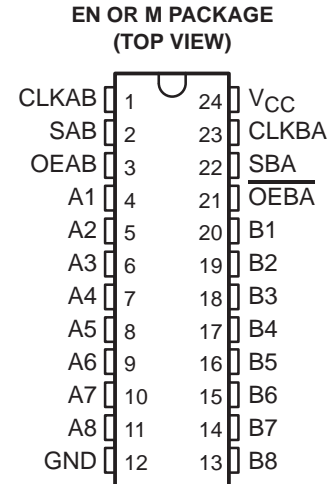 EN OR M PACKAGE
(TOP VIEW)
CLKAB 1 24 VCC
SAB 2 23 CLKBA
OEAB 3 22 SBA
A1 4 21 OEBA
A2 5 20 B1
A3 6 19 B2
A4 7 18 B3
A5 8 17 B4
A6 9 16 B5
A7 10 15 B6
A8 11 14 B7
GND 12 13 B8